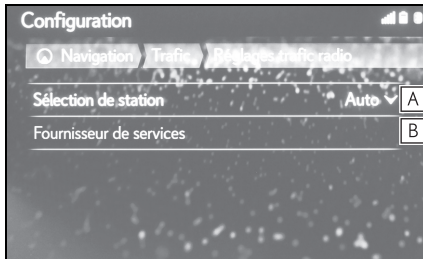 Configuration
Navigation Trafic Réglages trafic radio
Sélection de station Auto A
Fournisseur de services B